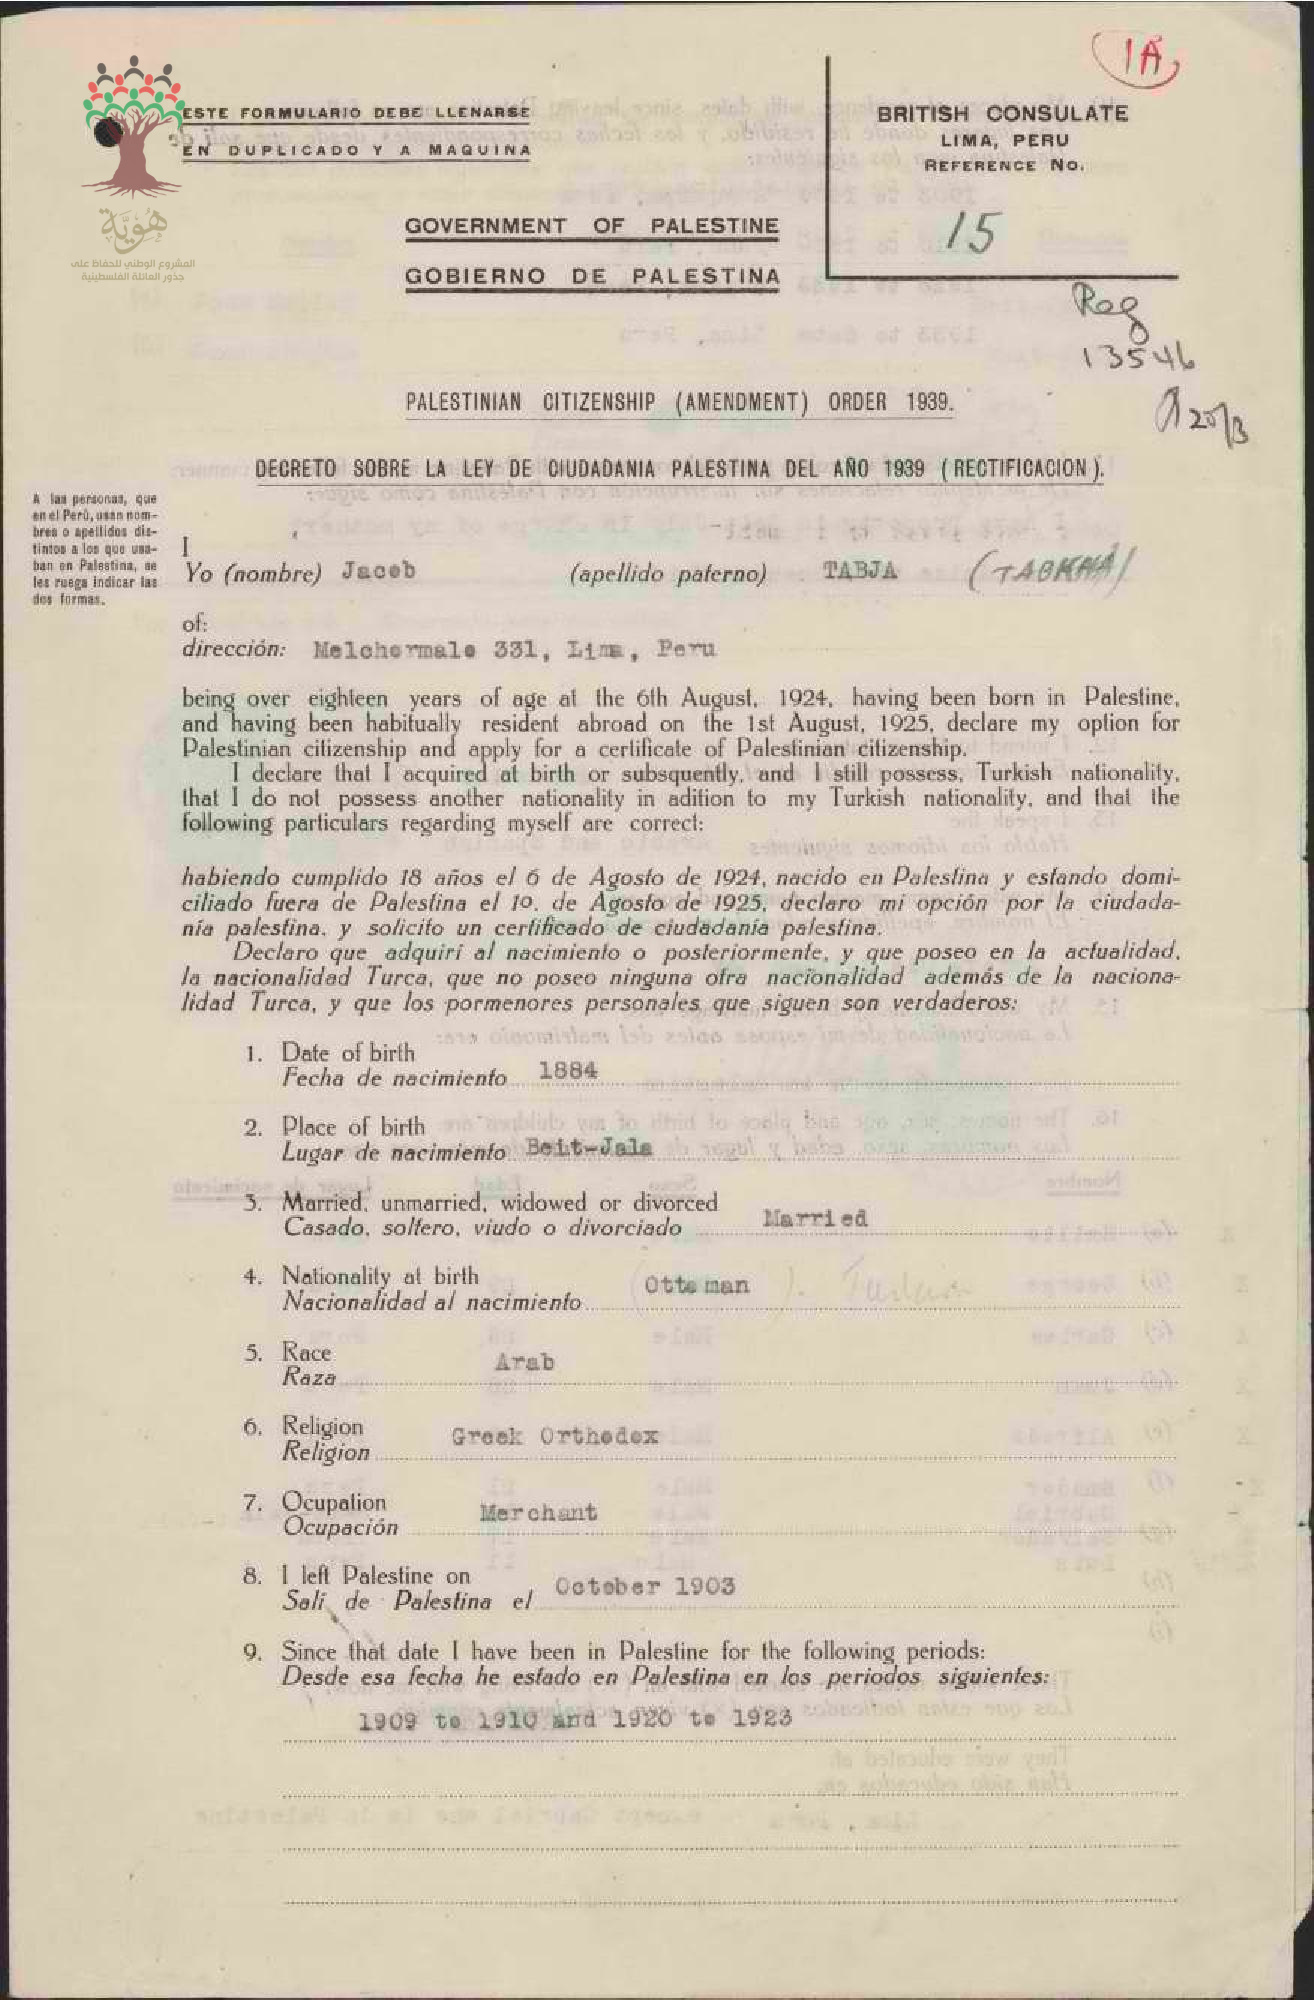 1A
هُوِيَّة
المشروع الوطني للحفاظ على
جذور العائلة الفلسطينية
ESTE FORMULARIO DEBE LLENARSE
EN DUPLICADO Y A MAQUINA
BRITISH CONSULATE
LIMA, PERU
REFERENCE No.
15
GOVERNMENT OF PALESTINE
GOBIERNO DE PALESTINA
Reg
13546
20/3
PALESTINIAN CITIZENSHIP (AMENDMENT) ORDER 1939.
DECRETO SOBRE LA LEY DE CIUDADANIA PALESTINA DEL AÑO 1939 (RECTIFICACION).
A las personas, que
en el Perú, usan nom-
bres o apellidos dis-
tintos a los que usa-
ban en Palestina, se
les ruega indicar las
dos formas.
I
Yo (nombre) Jacob (apellido paterno) TABJA (TABKHA)
of:
dirección: Melchormalo 331, Lima, Peru
being over eighteen years of age at the 6th August, 1924, having been born in Palestine,
and having been habitually resident abroad on the 1st August, 1925, declare my option for
Palestinian citizenship and apply for a certificate of Palestinian citizenship.
I declare that I acquired at birth or subsquently, and I still possess, Turkish nationality,
that I do not possess another nationality in adition to my Turkish nationality, and that the
following particulars regarding myself are correct:
habiendo cumplido 18 años el 6 de Agosto de 1924, nacido en Palestina y estando domi-
ciliado fuera de Palestina el 1o. de Agosto de 1925, declaro mi opción por la ciudada-
nía palestina, y solicito un certificado de ciudadanía palestina.
Declaro que adquirí al nacimiento o posteriormente, y que poseo en la actualidad,
la nacionalidad Turca, que no poseo ninguna otra nacionalidad además de la naciona-
lidad Turca, y que los pormenores personales que siguen son verdaderos:
1. Date of birth
Fecha de nacimiento 1884
2. Place of birth
Lugar de nacimiento Beit-Jala
3. Married, unmarried, widowed or divorced
Casado, soltero, viudo o divorciado Married
4. Nationality at birth
Nacionalidad al nacimiento Ottoman
5. Race
Raza Arab
6. Religion
Religion Greek Orthodox
7. Ocupation
Ocupación Merchant
8. I left Palestine on
Salí de Palestina el October 1903
9. Since that date I have been in Palestine for the following periods:
Desde esa fecha he estado en Palestina en los periodos siguientes:
1909 to 1910 and 1920 to 1923